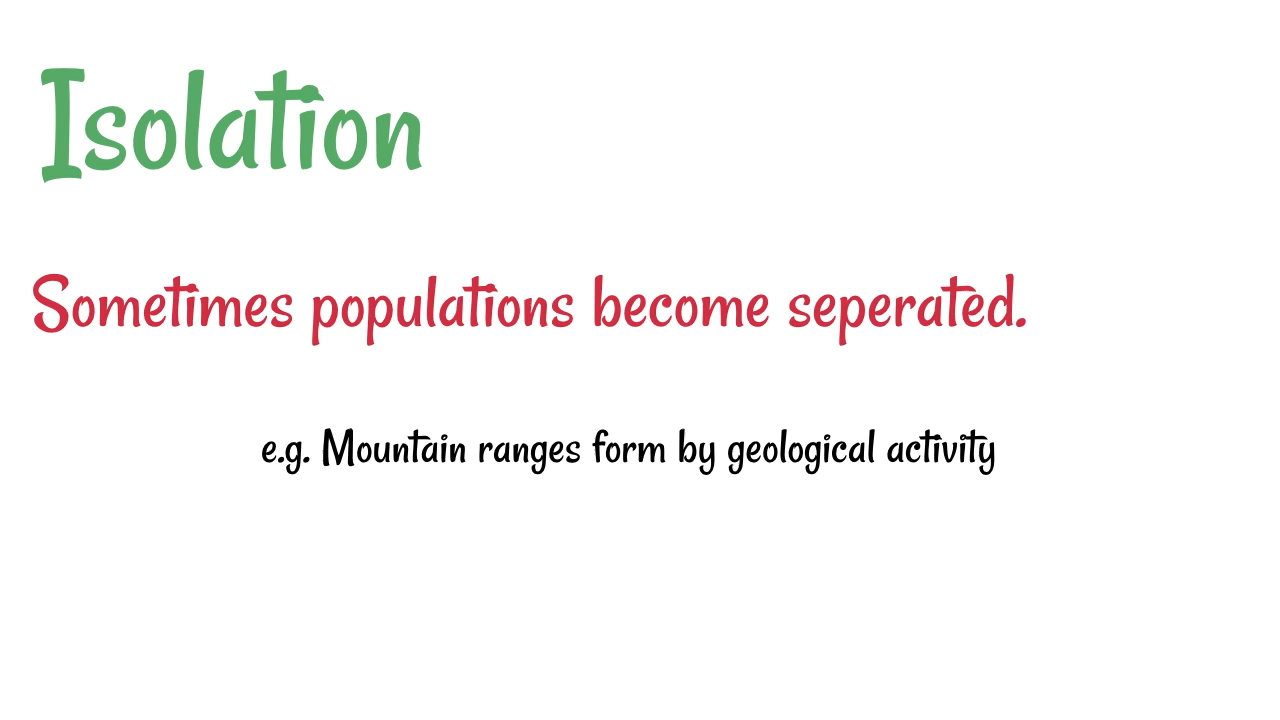 Isolation
Sometimes populations become seperated.
e.g. Mountain ranges form by geological activity